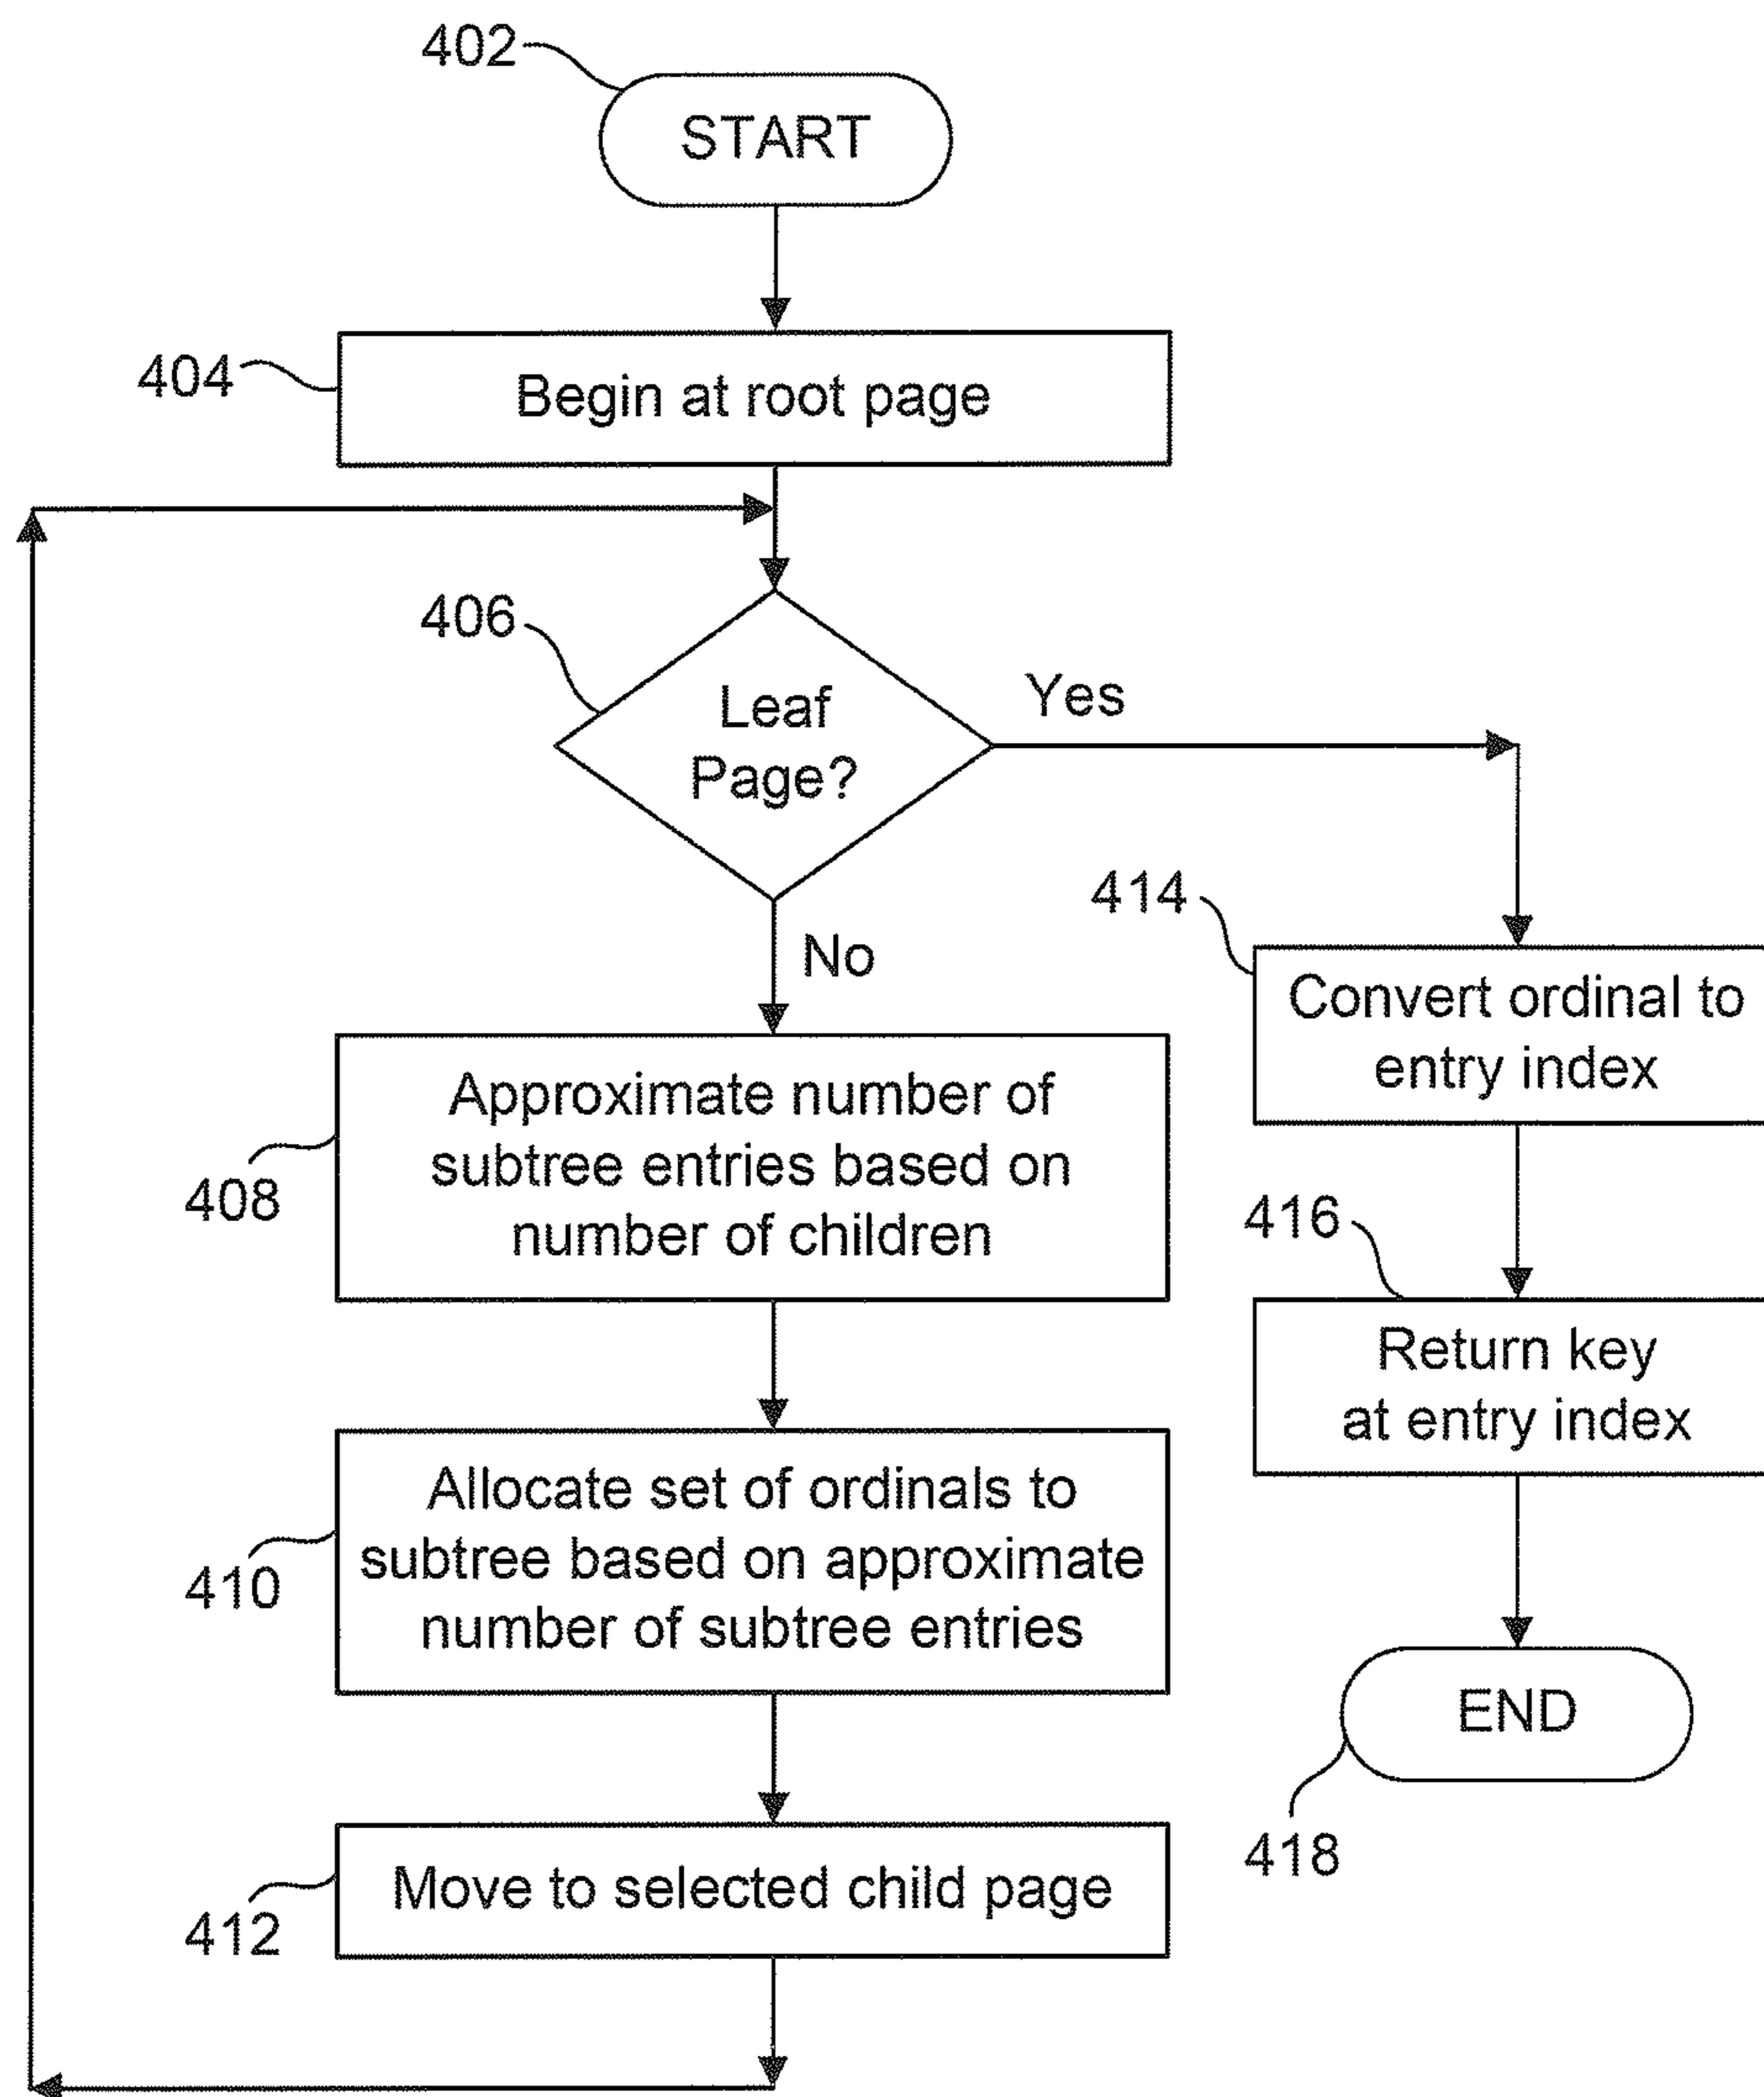 402
START
404
Begin at root page
406
Leaf
Page?
Yes
No
408
Approximate number of
subtree entries based on
number of children
410
Allocate set of ordinals to
subtree based on approximate
number of subtree entries
412
Move to selected child page
414
Convert ordinal to
entry index
416
Return key
at entry index
END
418